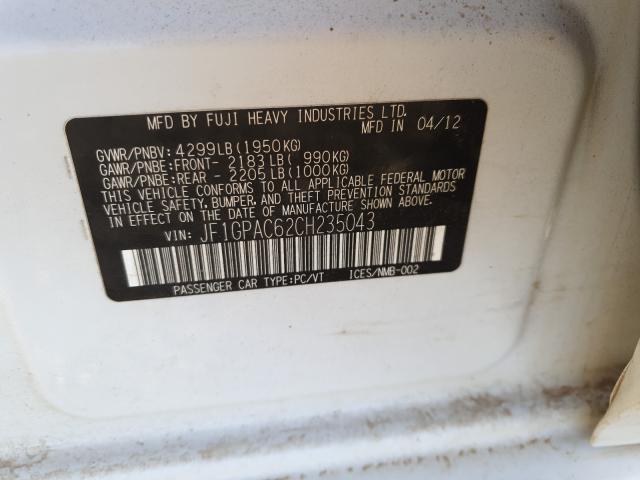 MFD BY FUJI HEAVY INDUSTRIES LTD.
MFD IN 04/12
GVWR/PNBV: 4299LB(1950KG)
GAWR/PNBE:FRONT- 2183LB( 990KG)
GAWR/PNBE:REAR - 2205LB(1000KG)
THIS VEHICLE CONFORMS TO ALL APPLICABLE FEDERAL MOTOR
VEHICLE SAFETY, BUMPER, AND THEFT PREVENTION STANDARDS
IN EFFECT ON THE DATE OF MANUFACTURE SHOWN ABOVE.
VIN: JF1GPAC62CH235043
PASSENGER CAR TYPE:PC/VT ICES/NMB-002